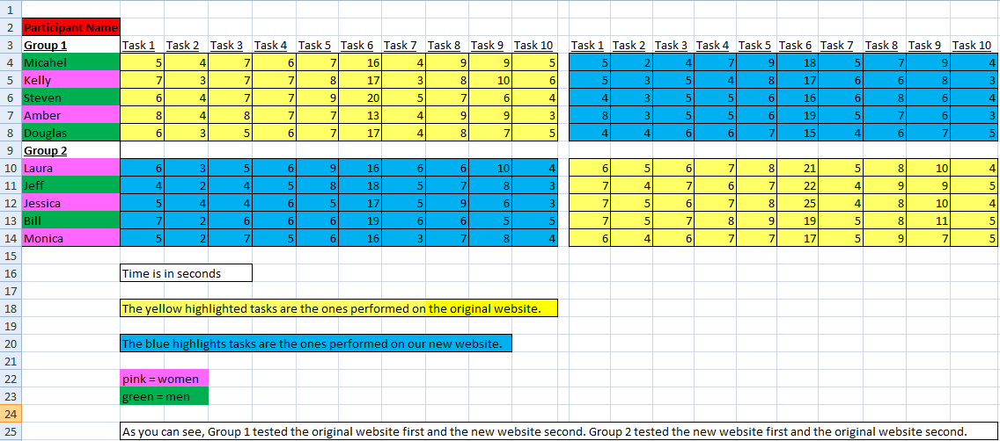 1
2 Participant Name
3 Group 1 Task 1 Task 2 Task 3 Task 4 Task 5 Task 6 Task 7 Task 8 Task 9 Task 10 Task 1 Task 2 Task 3 Task 4 Task 5 Task 6 Task 7 Task 8 Task 9 Task 10
4 Micahel 5 4 7 6 7 16 4 9 9 5 5 2 4 7 9 18 5 7 9 4
5 Kelly 7 3 7 7 8 17 3 8 10 6 5 3 5 4 8 17 6 6 8 3
6 Steven 6 4 7 7 9 20 5 7 6 4 4 3 5 5 6 16 6 8 6 4
7 Amber 8 4 8 7 7 13 4 9 9 3 8 3 5 5 6 19 5 7 6 3
8 Douglas 6 3 5 6 7 17 4 8 7 5 4 4 6 6 7 15 4 6 7 5
9 Group 2
10 Laura 6 3 5 6 9 16 6 6 10 4 6 5 6 7 8 21 5 8 10 4
11 Jeff 4 2 4 5 8 18 5 7 8 3 7 4 7 6 7 22 4 9 9 5
12 Jessica 5 4 4 6 5 17 5 9 6 3 7 5 6 7 8 25 4 8 10 4
13 Bill 7 2 6 6 6 19 6 6 5 5 7 5 7 8 9 19 5 8 11 5
14 Monica 5 2 7 5 6 16 3 7 8 4 6 4 6 7 7 17 5 9 7 5
15
16 Time is in seconds
17
18 The yellow highlighted tasks are the ones performed on the original website.
19
20 The blue highlights tasks are the ones performed on our new website.
21
22 pink = women
23 green = men
24
25 As you can see, Group 1 tested the original website first and the new website second. Group 2 tested the new website first and the original website second.